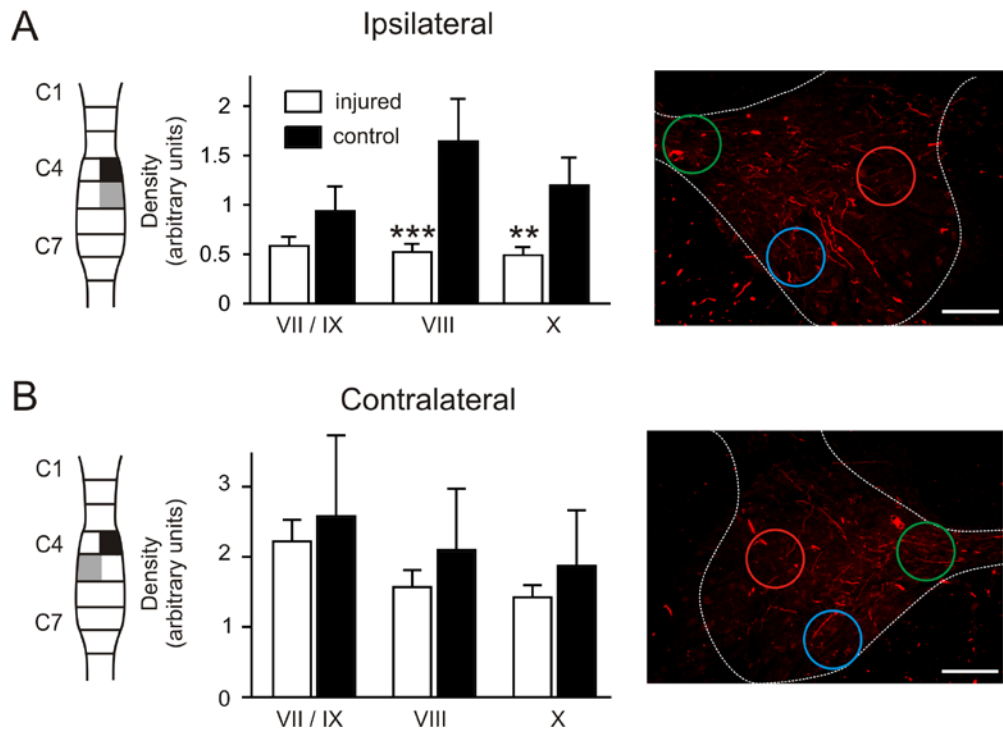 A
Ipsilateral
C1
C4
C7
Density
(arbitrary units)
2
1.5
1
0.5
0
injured
control
***
**
VII / IX
VIII
X
B
Contralateral
C1
C4
C7
Density
(arbitrary units)
3
2
1
0
VII / IX
VIII
X